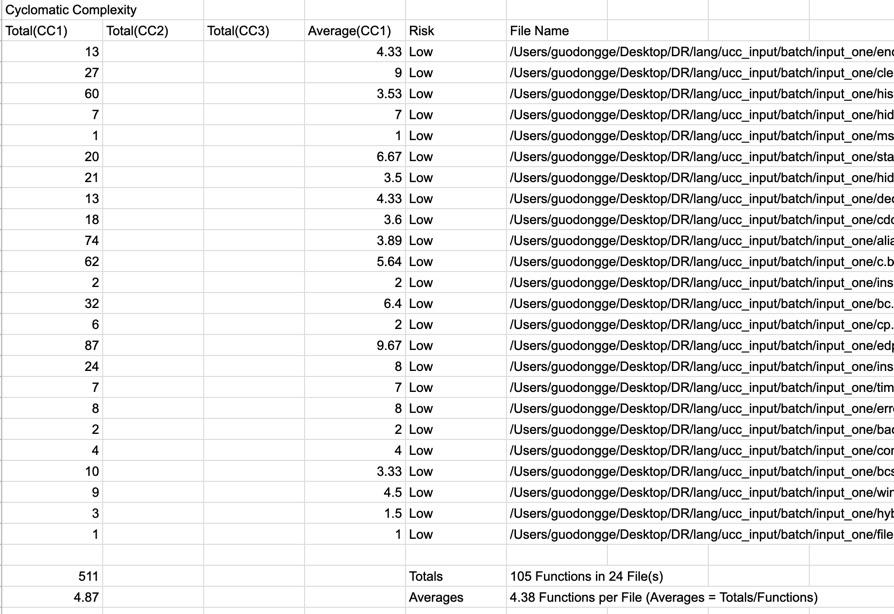 Cyclomatic Complexity
Total(CC1) Total(CC2) Total(CC3) Average(CC1) Risk File Name
13 4.33 Low /Users/guodongge/Desktop/DR/lang/ucc_input/batch/input_one/enc
27 9 Low /Users/guodongge/Desktop/DR/lang/ucc_input/batch/input_one/cle
60 3.53 Low /Users/guodongge/Desktop/DR/lang/ucc_input/batch/input_one/his
7 7 Low /Users/guodongge/Desktop/DR/lang/ucc_input/batch/input_one/hid
1 1 Low /Users/guodongge/Desktop/DR/lang/ucc_input/batch/input_one/ms
20 6.67 Low /Users/guodongge/Desktop/DR/lang/ucc_input/batch/input_one/sta
21 3.5 Low /Users/guodongge/Desktop/DR/lang/ucc_input/batch/input_one/hid
13 4.33 Low /Users/guodongge/Desktop/DR/lang/ucc_input/batch/input_one/dec
18 3.6 Low /Users/guodongge/Desktop/DR/lang/ucc_input/batch/input_one/cdc
74 3.89 Low /Users/guodongge/Desktop/DR/lang/ucc_input/batch/input_one/alia
62 5.64 Low /Users/guodongge/Desktop/DR/lang/ucc_input/batch/input_one/c.b
2 2 Low /Users/guodongge/Desktop/DR/lang/ucc_input/batch/input_one/ins
32 6.4 Low /Users/guodongge/Desktop/DR/lang/ucc_input/batch/input_one/bc.
6 2 Low /Users/guodongge/Desktop/DR/lang/ucc_input/batch/input_one/cp.
87 9.67 Low /Users/guodongge/Desktop/DR/lang/ucc_input/batch/input_one/edp
24 8 Low /Users/guodongge/Desktop/DR/lang/ucc_input/batch/input_one/ins
7 7 Low /Users/guodongge/Desktop/DR/lang/ucc_input/batch/input_one/tim
8 8 Low /Users/guodongge/Desktop/DR/lang/ucc_input/batch/input_one/erro
2 2 Low /Users/guodongge/Desktop/DR/lang/ucc_input/batch/input_one/bac
4 4 Low /Users/guodongge/Desktop/DR/lang/ucc_input/batch/input_one/con
10 3.33 Low /Users/guodongge/Desktop/DR/lang/ucc_input/batch/input_one/bcs
9 4.5 Low /Users/guodongge/Desktop/DR/lang/ucc_input/batch/input_one/win
3 1.5 Low /Users/guodongge/Desktop/DR/lang/ucc_input/batch/input_one/hyb
1 1 Low /Users/guodongge/Desktop/DR/lang/ucc_input/batch/input_one/file
511 Totals 105 Functions in 24 File(s)
4.87 Averages 4.38 Functions per File (Averages = Totals/Functions)